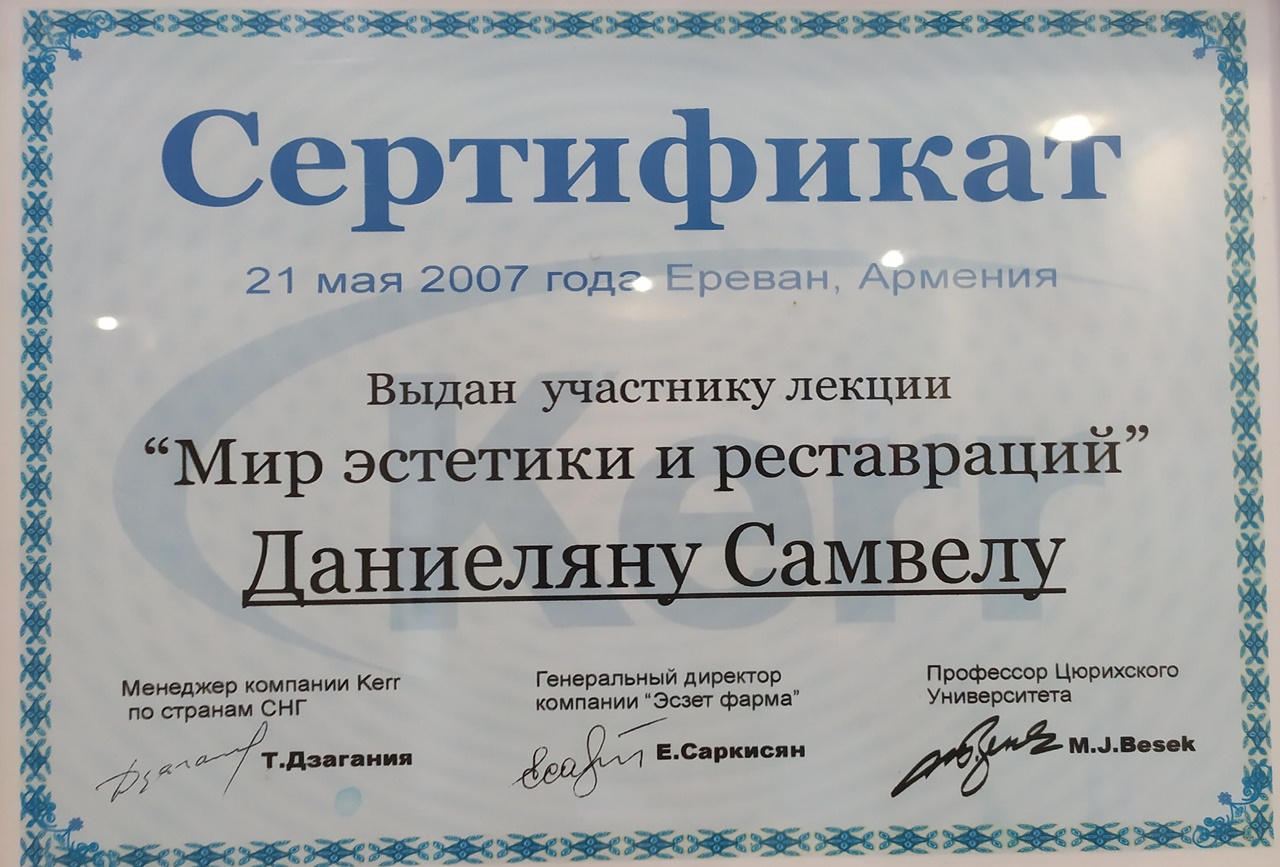 Сертификат
21 мая 2007 года, Ереван, Армения
Kerr
Выдан участнику лекции
“Мир эстетики и реставраций”
Даниеляну Самвелу
Менеджер компании Kerr
по странам СНГ
Т.Дзагания
Генеральный директор
компании “Эсзет фарма”
Е.Саркисян
Профессор Цюрихского
Университета
M.J.Besek